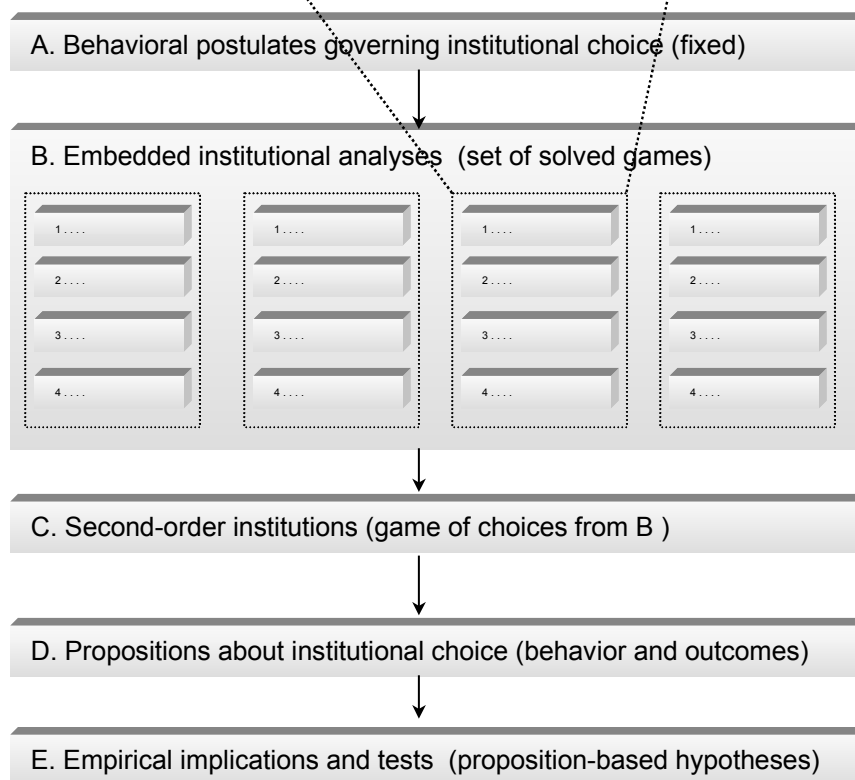 A. Behavioral postulates governing institutional choice (fixed)
B. Embedded institutional analyses (set of solved games)
1 . . . .
1 . . . .
1 . . . .
1 . . . .
2 . . . .
2 . . . .
2 . . . .
2 . . . .
3 . . . .
3 . . . .
3 . . . .
3 . . . .
4 . . . .
4 . . . .
4 . . . .
4 . . . .
C. Second-order institutions (game of choices from B )
D. Propositions about institutional choice (behavior and outcomes)
E. Empirical implications and tests (proposition-based hypotheses)